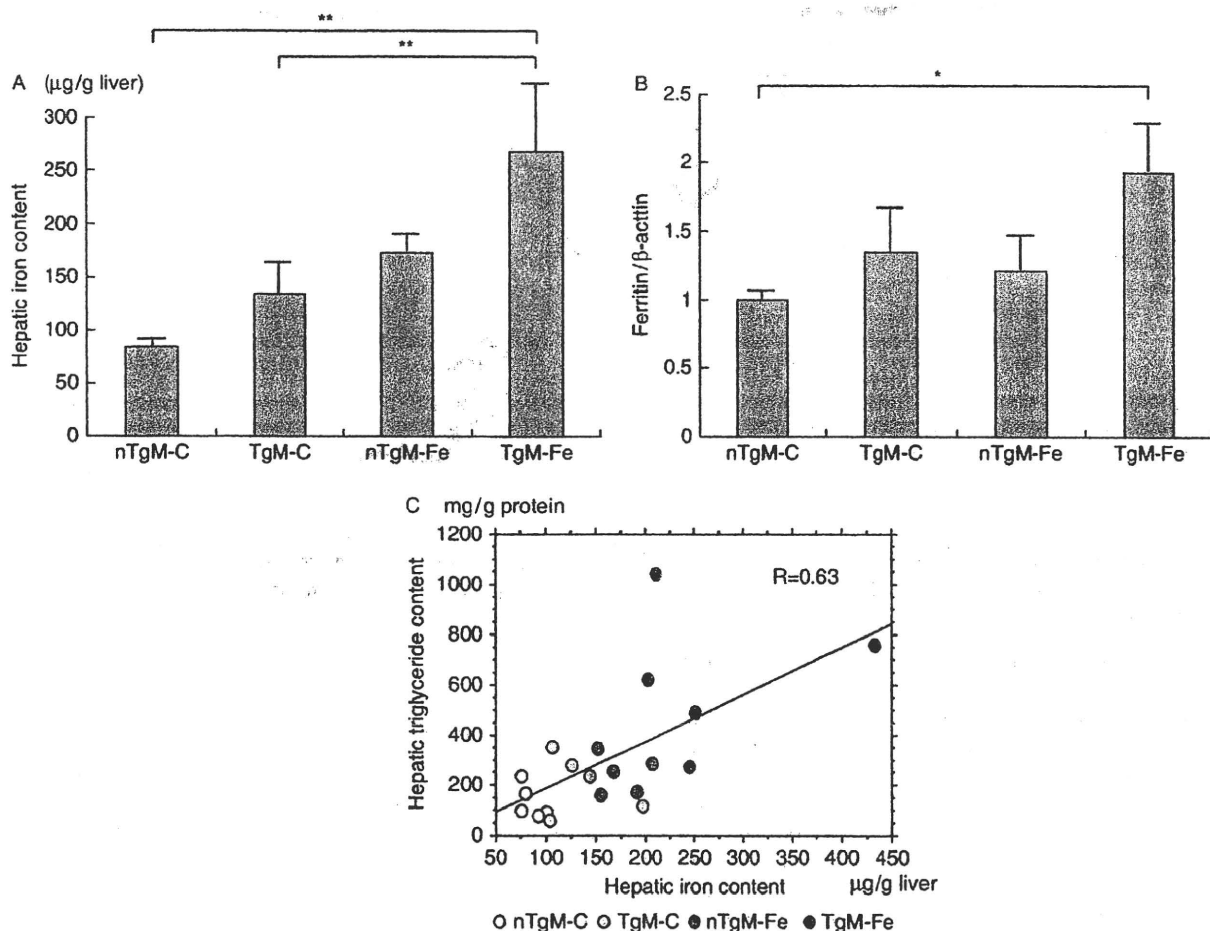 **
**
A (μg/g liver)
Hepatic iron content
300
250
200
150
100
50
0
nTgM-C TgM-C nTgM-Fe TgM-Fe
*
B
Ferritin/β-acttin
2.5
2
1.5
1
0.5
0
nTgM-C TgM-C nTgM-Fe TgM-Fe
C mg/g protein
Hepatic triglyceride content
1200
1000
800
600
400
200
0
R=0.63
50 100 150 200 250 300 350 400 450
Hepatic iron content μg/g liver
nTgM-C TgM-C nTgM-Fe TgM-Fe